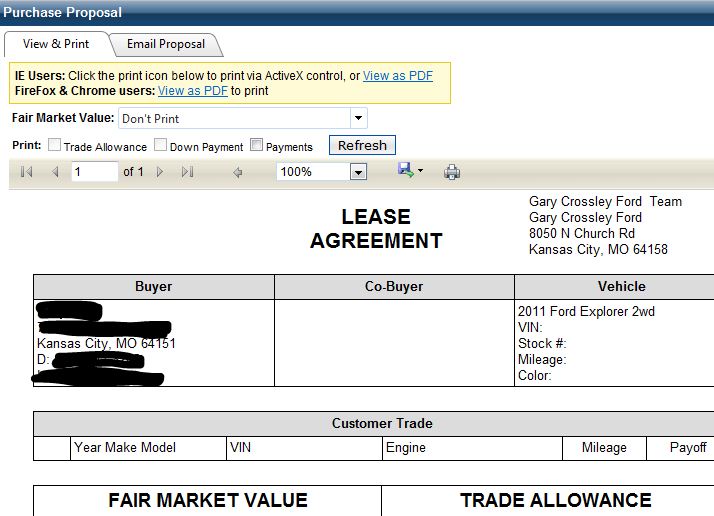 Purchase Proposal
View & Print
Email Proposal
IE Users: Click the print icon below to print via ActiveX control, or View as PDF
FireFox & Chrome users: View as PDF to print
Fair Market Value: Don't Print
Print: Trade Allowance Down Payment Payments Refresh
1 of 1 100%
LEASE
AGREEMENT
Gary Crossley Ford Team
Gary Crossley Ford
8050 N Church Rd
Kansas City, MO 64158
Buyer Co-Buyer Vehicle
Kansas City, MO 64151
D:
2011 Ford Explorer 2wd
VIN:
Stock #:
Mileage:
Color:
Customer Trade
Year Make Model VIN Engine Mileage Payoff
FAIR MARKET VALUE TRADE ALLOWANCE